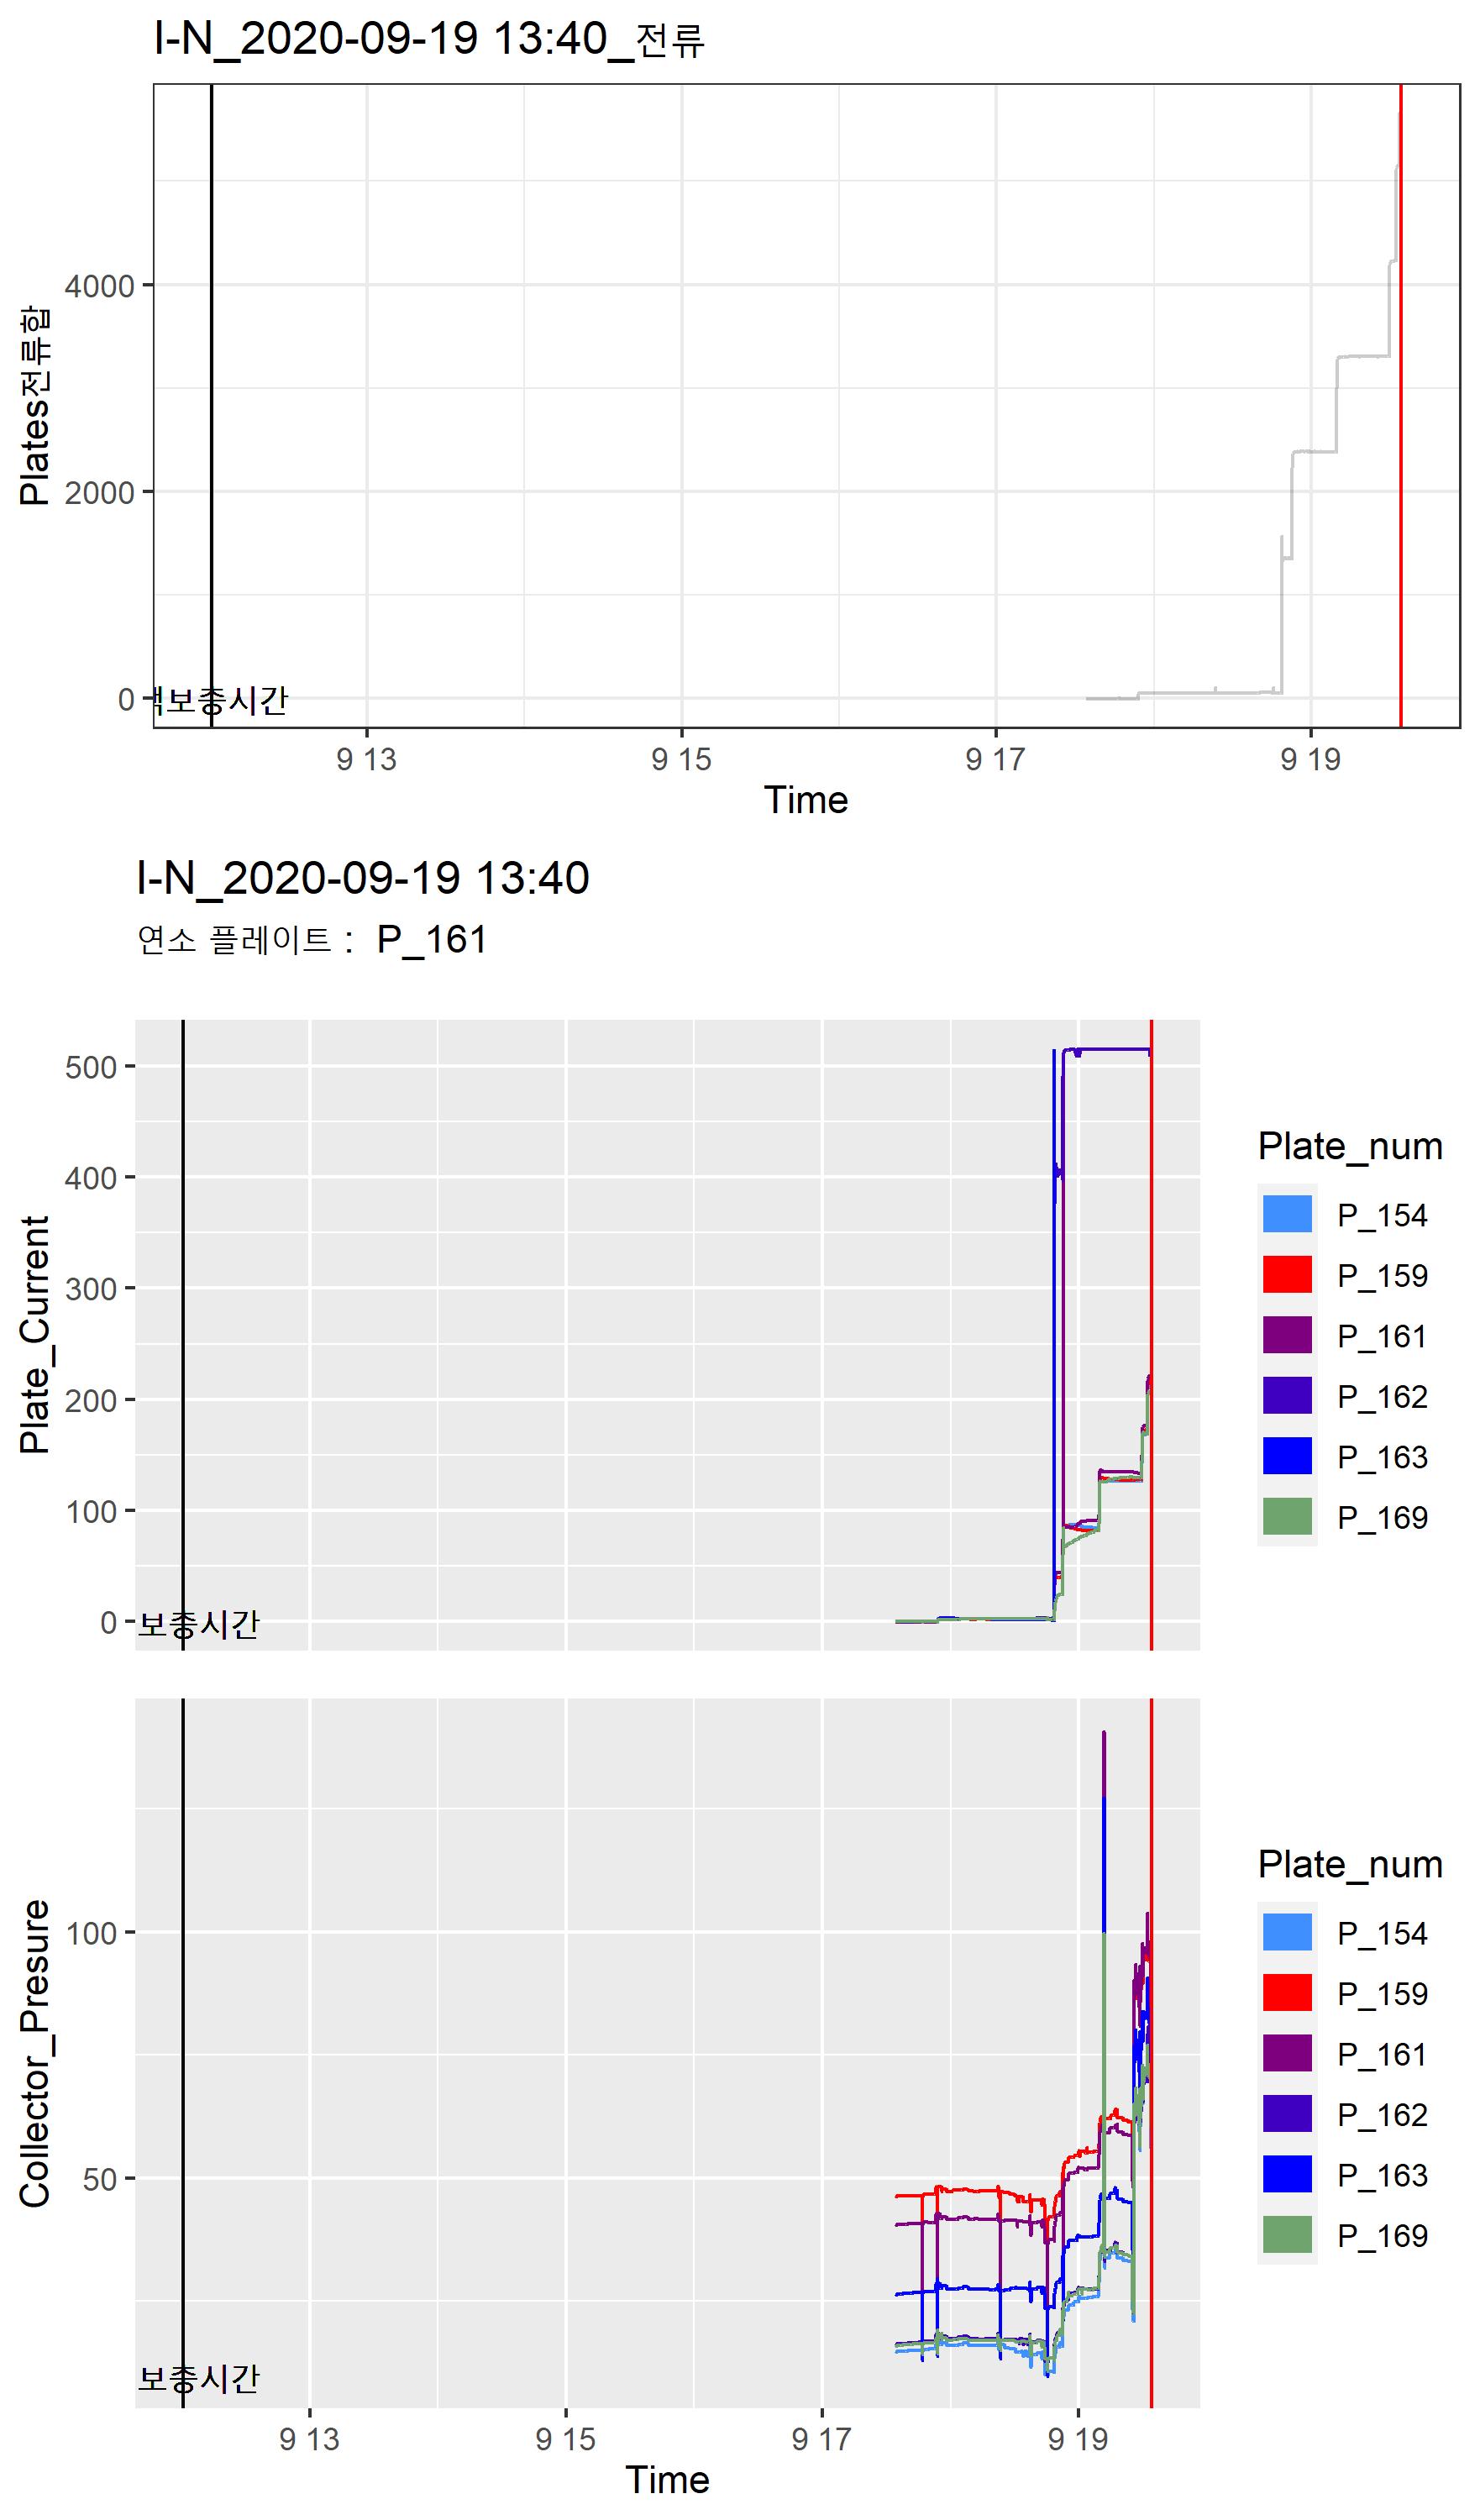 I-N_2020-09-19 13:40_전류
Plates전류합
4000
2000
0
보충시간
9 13
9 15
9 17
9 19
Time
I-N_2020-09-19 13:40
연소 플레이트 : P_161
Plate_Current
500
400
300
200
100
0
보충시간
Plate_num
P_154
P_159
P_161
P_162
P_163
P_169
Collector_Presure
100
50
보충시간
9 13
9 15
9 17
9 19
Time
Plate_num
P_154
P_159
P_161
P_162
P_163
P_169